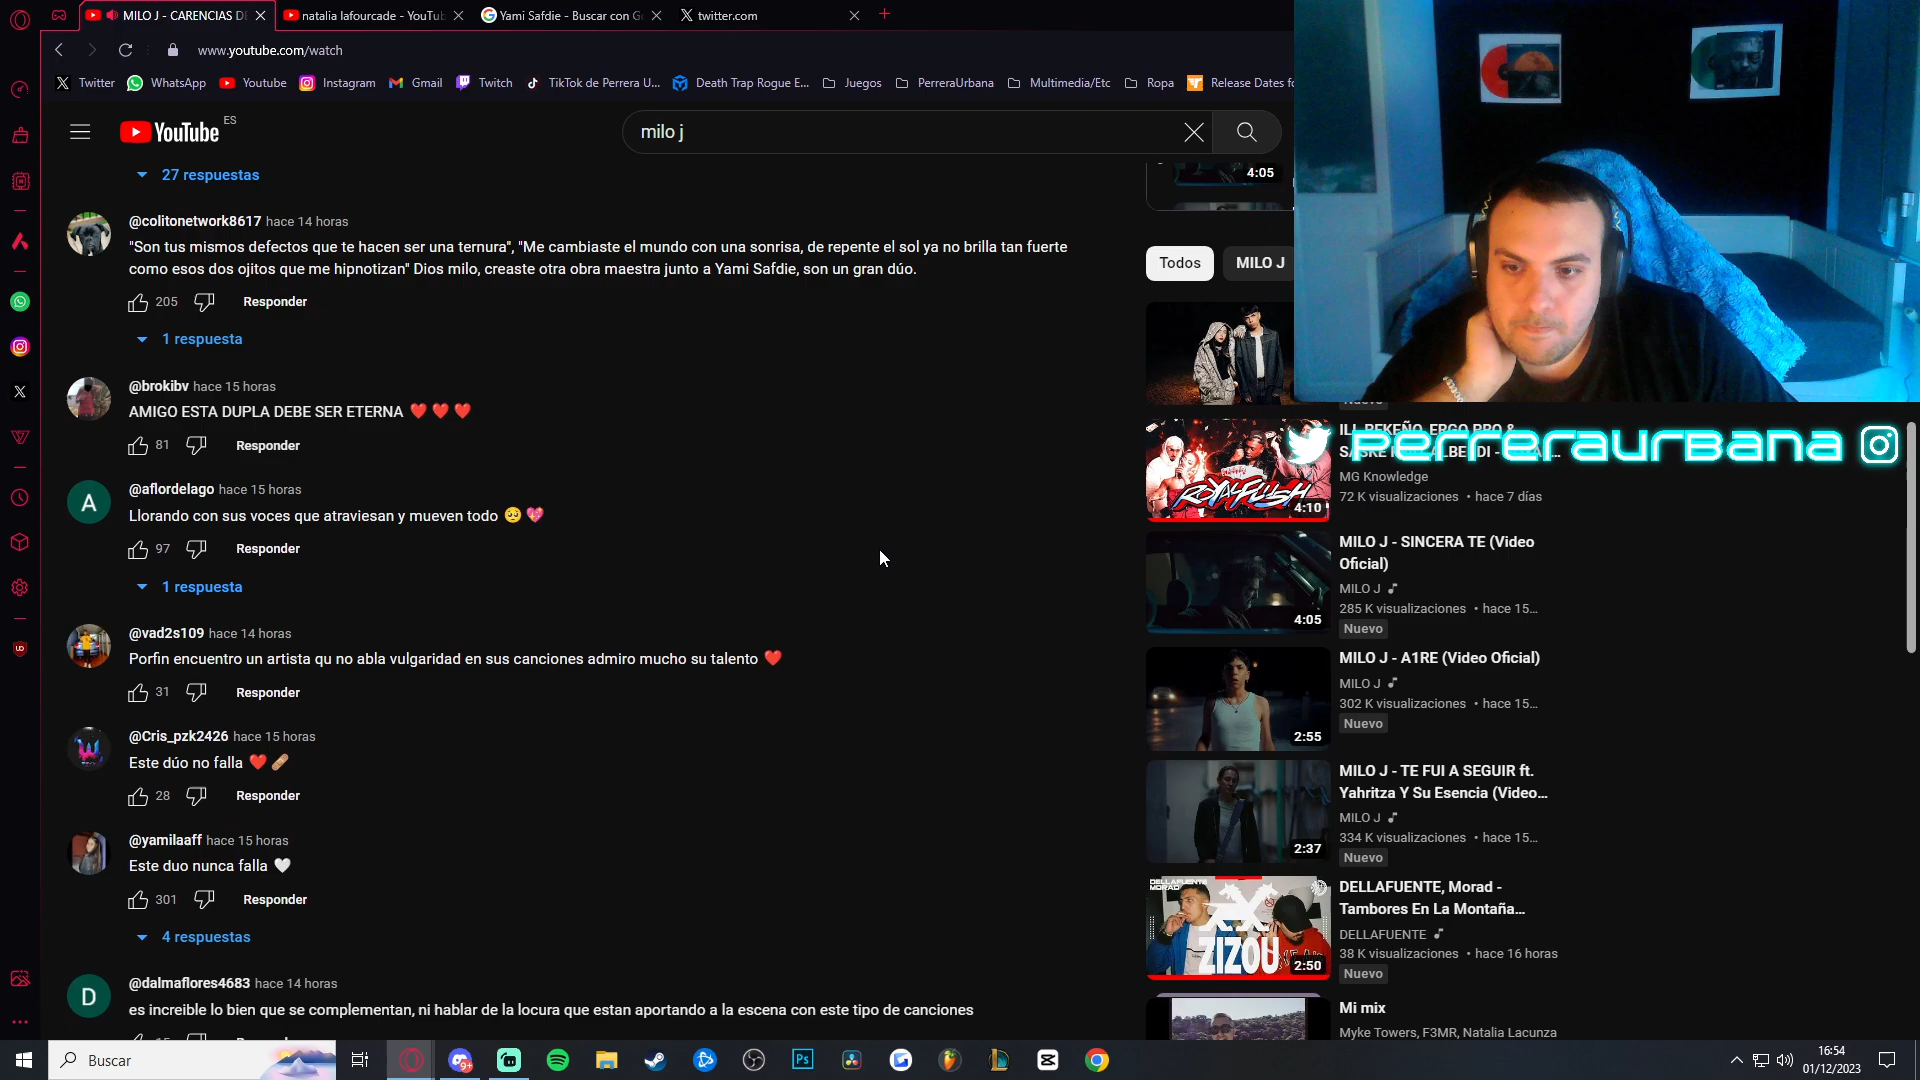 MILO J - CARENCIAS DE
natalia lafourcade - YouTub
Yami Safdie - Buscar con G
twitter.com
www.youtube.com/watch
Twitter
WhatsApp
Youtube
Instagram
Gmail
Twitch
TikTok de Perrera U...
Death Trap Rogue E...
Juegos
PerreraUrbana
Multimedia/Etc
Ropa
Release Dates fo
YouTube
ES
milo j
27 respuestas
@colitonetwork8617 hace 14 horas
"Son tus mismos defectos que te hacen ser una ternura", "Me cambiaste el mundo con una sonrisa, de repente el sol ya no brilla tan fuerte
como esos dos ojitos que me hipnotizan" Dios milo, creaste otra obra maestra junto a Yami Safdie, son un gran dúo.
205
Responder
1 respuesta
@brokibv hace 15 horas
AMIGO ESTA DUPLA DEBE SER ETERNA ❤️❤️❤️
81
Responder
A
@aflordelago hace 15 horas
Llorando con sus voces que atraviesan y mueven todo 🥺💖
97
Responder
1 respuesta
@vad2s109 hace 14 horas
Porfin encuentro un artista qu no abla vulgaridad en sus canciones admiro mucho su talento ❤️
31
Responder
@Cris_pzk2426 hace 15 horas
Este dúo no falla ❤️🩹
28
Responder
@yamilaaff hace 15 horas
Este duo nunca falla 🤍
301
Responder
4 respuestas
D
@dalmaflores4683 hace 14 horas
es increible lo bien que se complementan, ni hablar de la locura que estan aportando a la escena con este tipo de canciones
4:05
Todos
MILO J
PERRERAURBANA
ROYAL FLUSH
4:10
MG Knowledge
72 K visualizaciones • hace 7 días
4:05
MILO J - SINCERA TE (Video
Oficial)
MILO J
285 K visualizaciones • hace 15...
Nuevo
2:55
MILO J - A1RE (Video Oficial)
MILO J
302 K visualizaciones • hace 15...
Nuevo
2:37
MILO J - TE FUI A SEGUIR ft.
Yahritza Y Su Esencia (Video...
MILO J
334 K visualizaciones • hace 15...
Nuevo
DELLAFUENTE
MORAD
ZIZOU
2:50
DELLAFUENTE, Morad -
Tambores En La Montaña...
DELLAFUENTE
38 K visualizaciones • hace 16 horas
Nuevo
Mi mix
Myke Towers, F3MR, Natalia Lacunza
Buscar
9+
Ps
16:54
01/12/2023